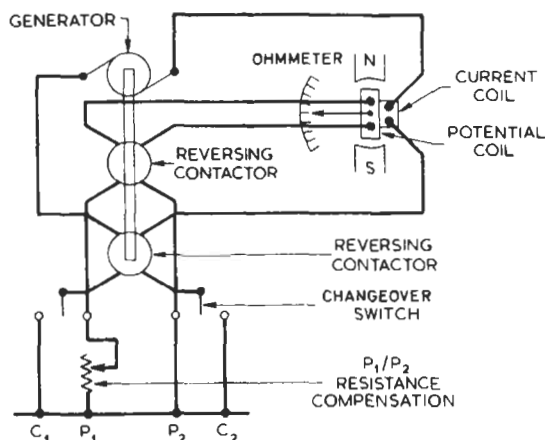 GENERATOR
OHMMETER
N
CURRENT
COIL
POTENTIAL
COIL
S
REVERSING
CONTACTOR
REVERSING
CONTACTOR
CHANGEOVER
SWITCH
P₁/P₂
RESISTANCE
COMPENSATION
C₁ P₁ P₂ C₂